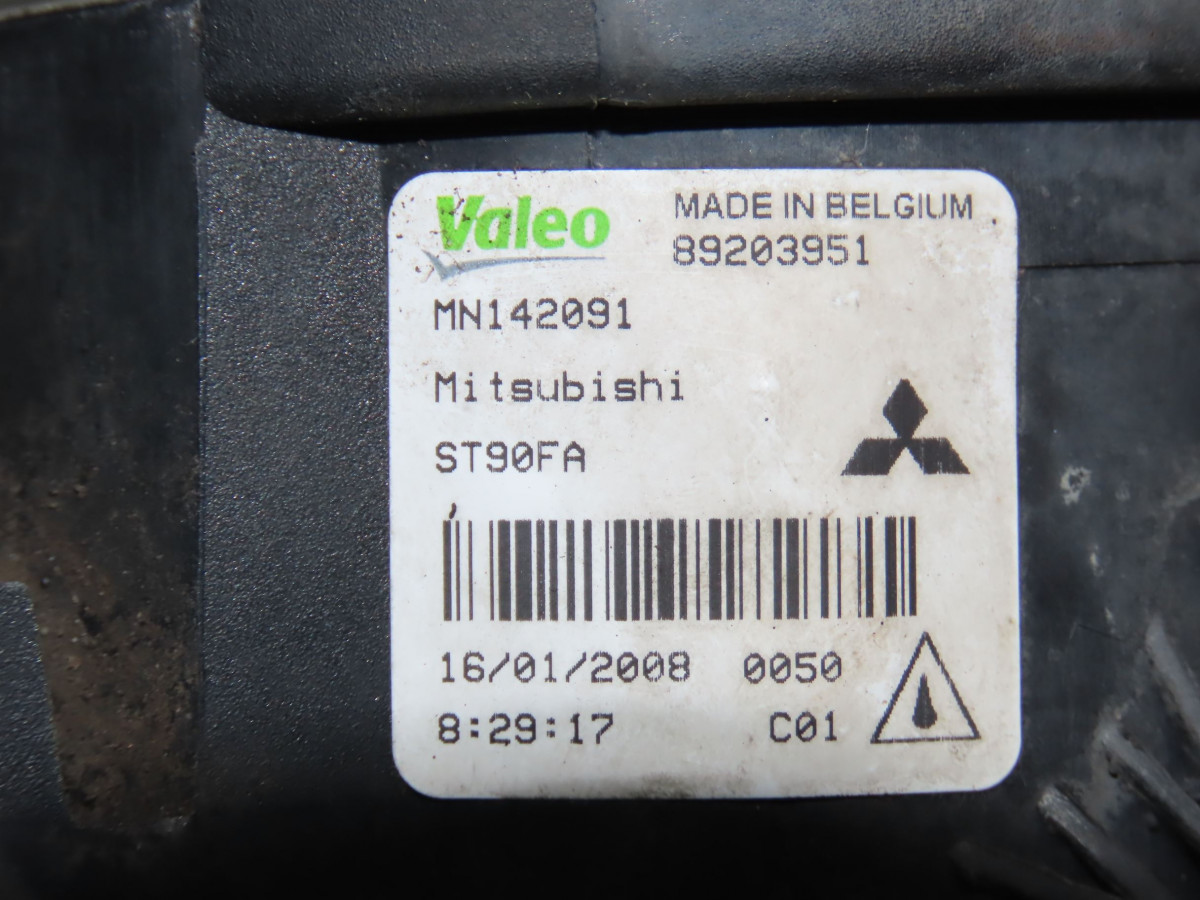 Valeo MADE IN BELGIUM
89203951
MN142091
Mitsubishi
ST90FA
16/01/2008 0050
8:29:17 C01